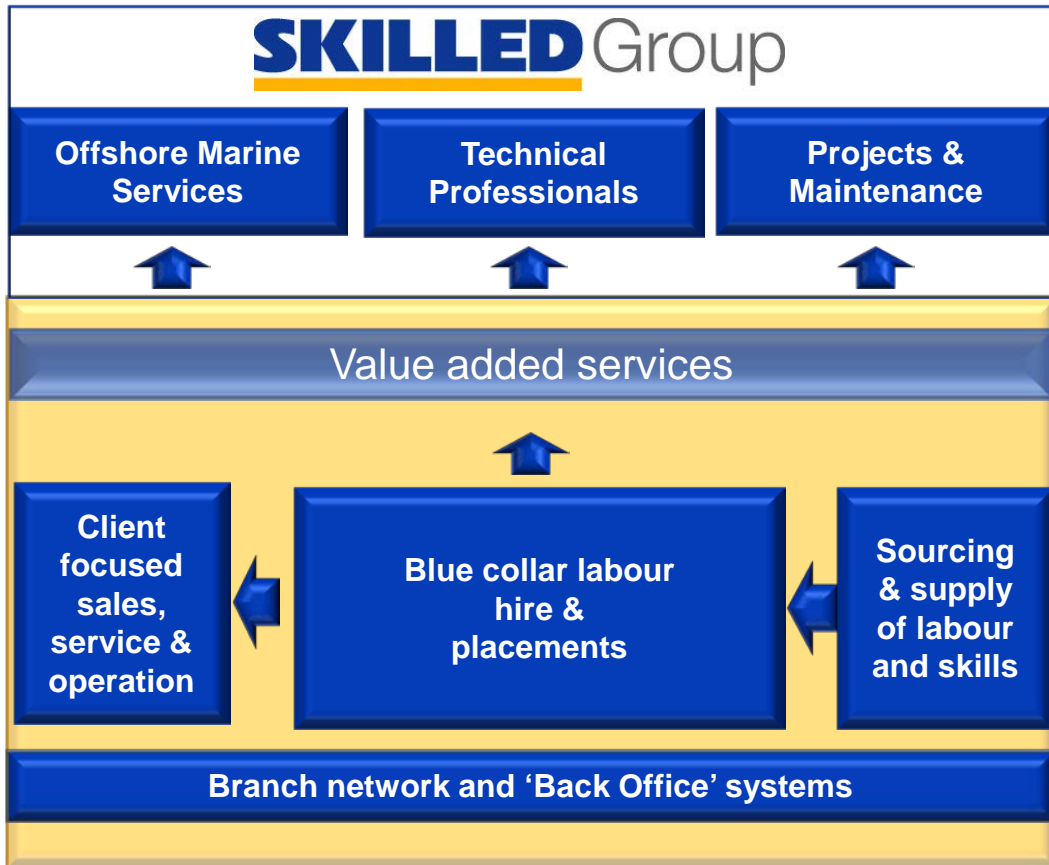 SKILLED Group
Offshore Marine
Services
Technical
Professionals
Projects &
Maintenance
Value added services
Client
focused
sales,
service &
operation
Blue collar labour
hire &
placements
Sourcing
& supply
of labour
and skills
Branch network and ‘Back Office’ systems